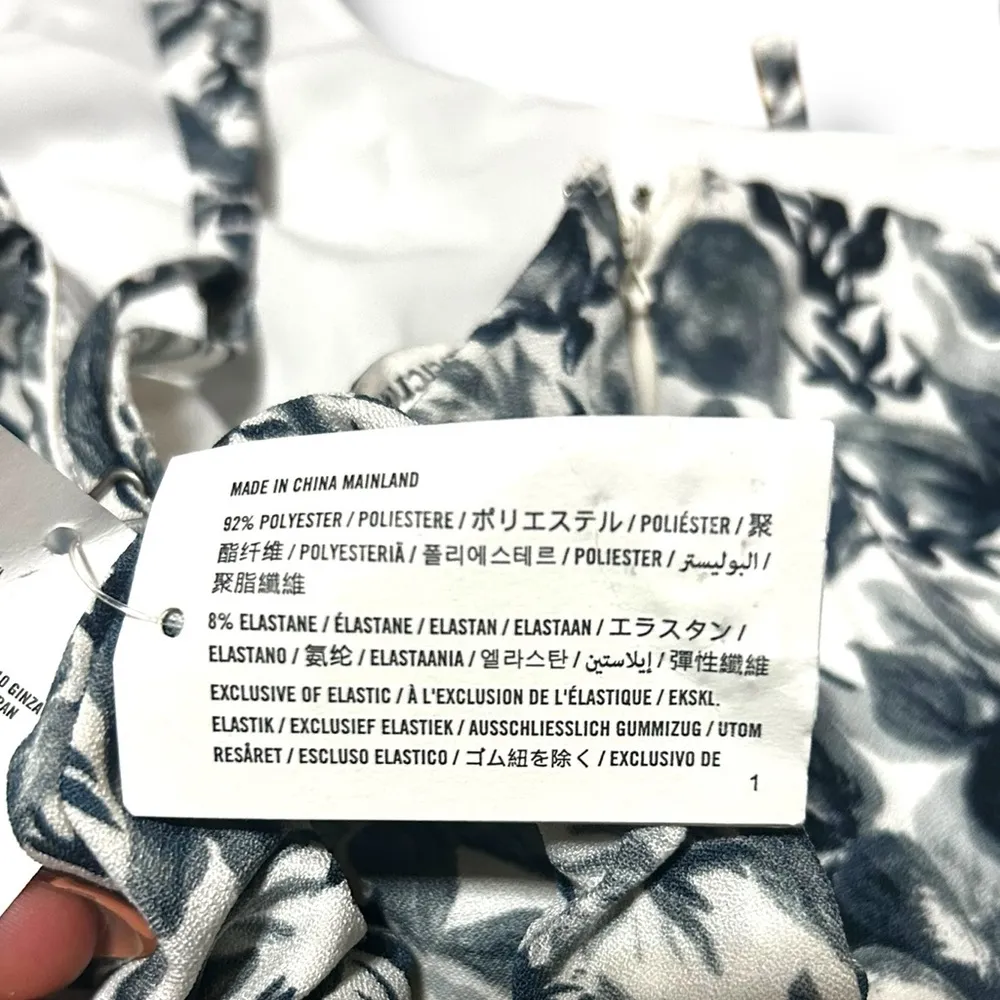 MADE IN CHINA MAINLAND
92% POLYESTER / POLIESTERE / ポリエステル / POLIÉSTER / 聚
酯纤维 / POLYESTERIÄ / 폴리에스테르 / POLIESTER / البوليستر /
聚脂纖維
8% ELASTANE / ÉLASTANE / ELASTAN / ELASTAAN / エラスタン /
ELASTANO / 氨纶 / ELASTAANIA / 엘라스탄 / إيلاستين / 彈性纖維
EXCLUSIVE OF ELASTIC / À L'EXCLUSION DE L'ÉLASTIQUE / EKSKL.
ELASTIK / EXCLUSIEF ELASTIEK / AUSSCHLIESSLICH GUMMIZUG / UTOM
RESÅRET / ESCLUSO ELASTICO / ゴム紐を除く / EXCLUSIVO DE
1
GINZA